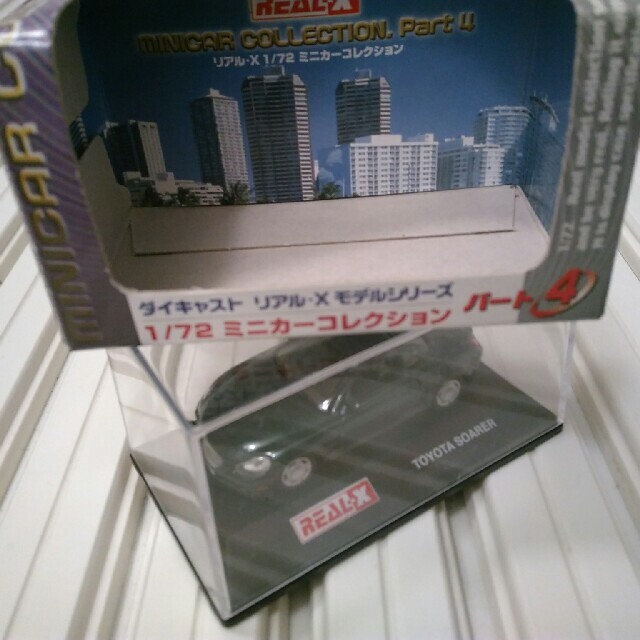 REAL-X
MINICAR COLLECTION. Part 4
リアル・X 1/72 ミニカーコレクション
MINICAR C
1/72
ダイキャスト リアル・X モデルシリーズ パート4
1/72 ミニカーコレクション
TOYOTA SOARER
REAL-X